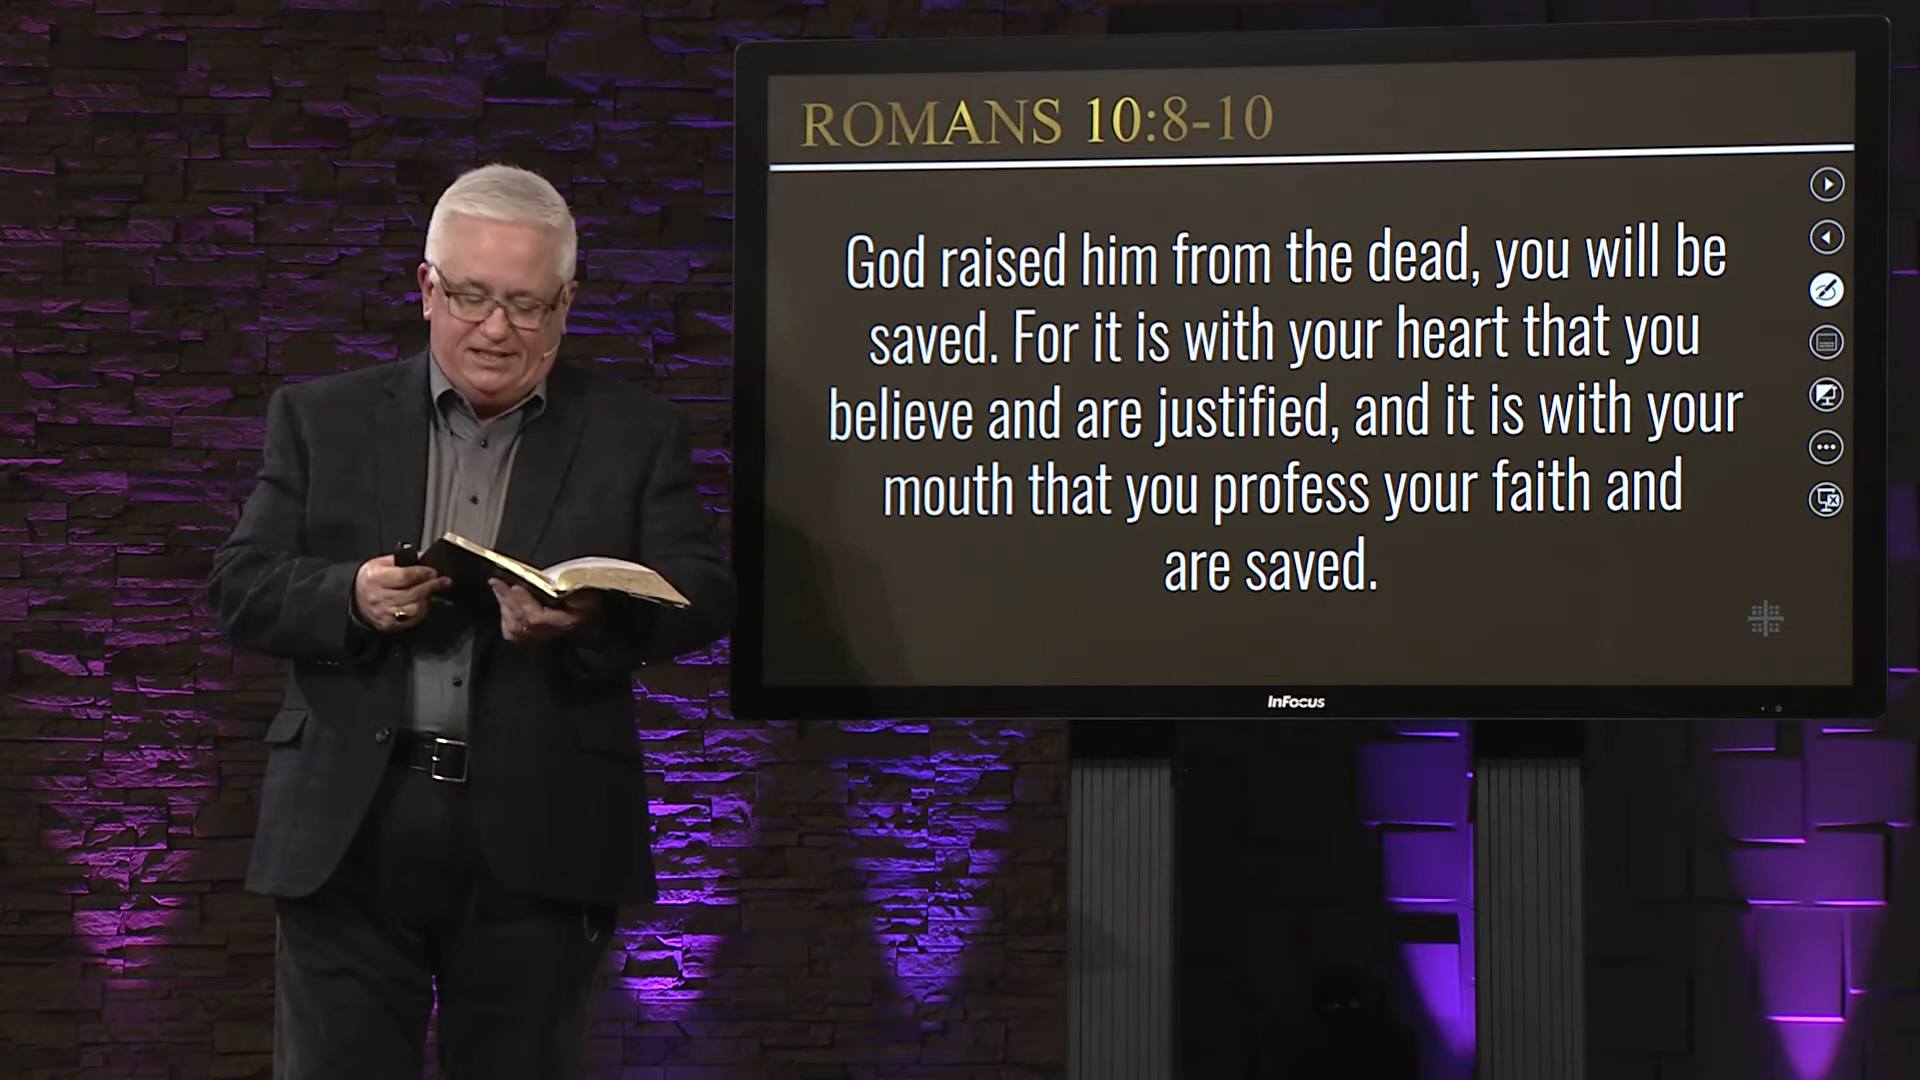 ROMANS 10:8-10
God raised him from the dead, you will be
saved. For it is with your heart that you
believe and are justified, and it is with your
mouth that you profess your faith and
are saved.
InFocus